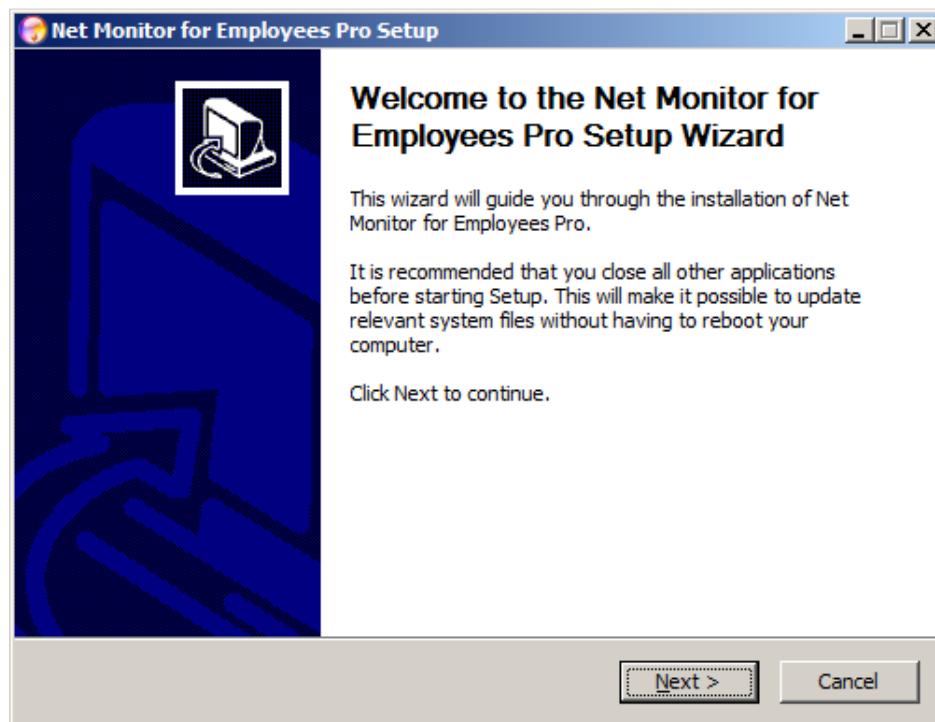 Net Monitor for Employees Pro Setup
Welcome to the Net Monitor for
Employees Pro Setup Wizard
This wizard will guide you through the installation of Net
Monitor for Employees Pro.
It is recommended that you close all other applications
before starting Setup. This will make it possible to update
relevant system files without having to reboot your
computer.
Click Next to continue.
Next >
Cancel